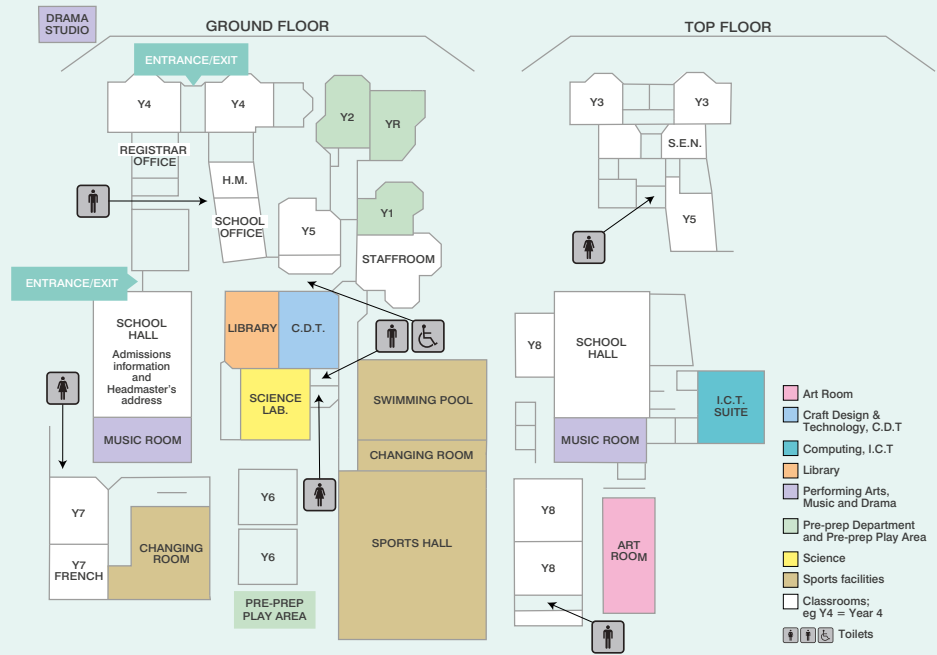 DRAMA
STUDIO
GROUND FLOOR
ENTRANCE/EXIT
Y4
Y4
Y2
YR
REGISTRAR
OFFICE
H.M.
SCHOOL
OFFICE
Y5
Y1
STAFFROOM
ENTRANCE/EXIT
SCHOOL
HALL
Admissions
information
and
Headmaster's
address
MUSIC ROOM
LIBRARY
C.D.T.
SCIENCE
LAB.
SWIMMING POOL
CHANGING ROOM
SPORTS HALL
Y7
Y7
FRENCH
CHANGING
ROOM
Y6
Y6
PRE-PREP
PLAY AREA
TOP FLOOR
Y3
Y3
S.E.N.
Y5
Y8
SCHOOL
HALL
MUSIC ROOM
I.C.T.
SUITE
Y8
Y8
ART
ROOM
Art Room
Craft Design &
Technology, C.D.T
Computing, I.C.T
Library
Performing Arts,
Music and Drama
Pre-prep Department
and Pre-prep Play Area
Science
Sports facilities
Classrooms;
eg Y4 = Year 4
Toilets